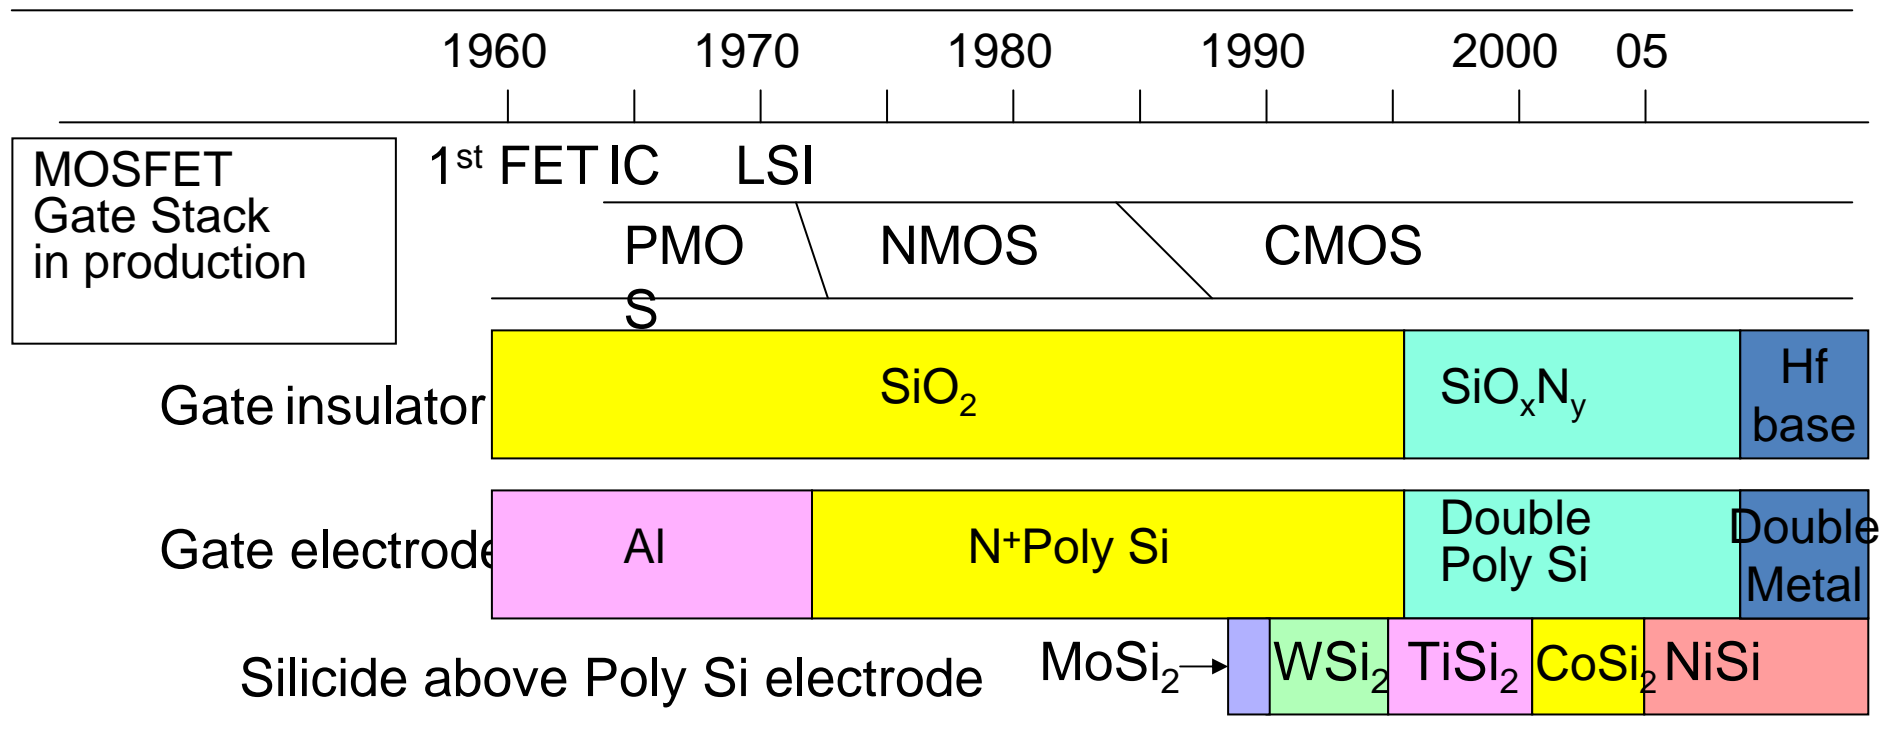 1960 1970 1980 1990 2000 05
MOSFET
Gate Stack
in production
1st FET IC LSI
PMO
S
NMOS CMOS
Gate insulator
SiO2
SiOxNy
Hf
base
Gate electrode
Al
N+Poly Si
Double
Poly Si
Double
Metal
Silicide above Poly Si electrode
MoSi2
WSi2
TiSi2
CoSi2
NiSi